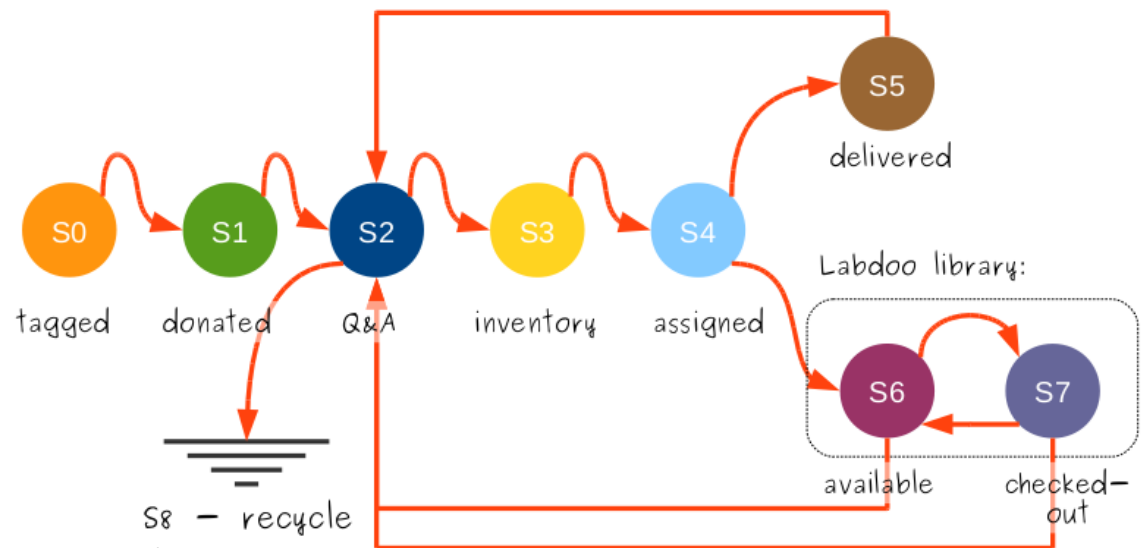 S5
delivered
S0
S1
S2
S3
S4
Labdoo library:
tagged
donated
Q&A
inventory
assigned
S6
S7
available
checked-
out
S8 - recycle